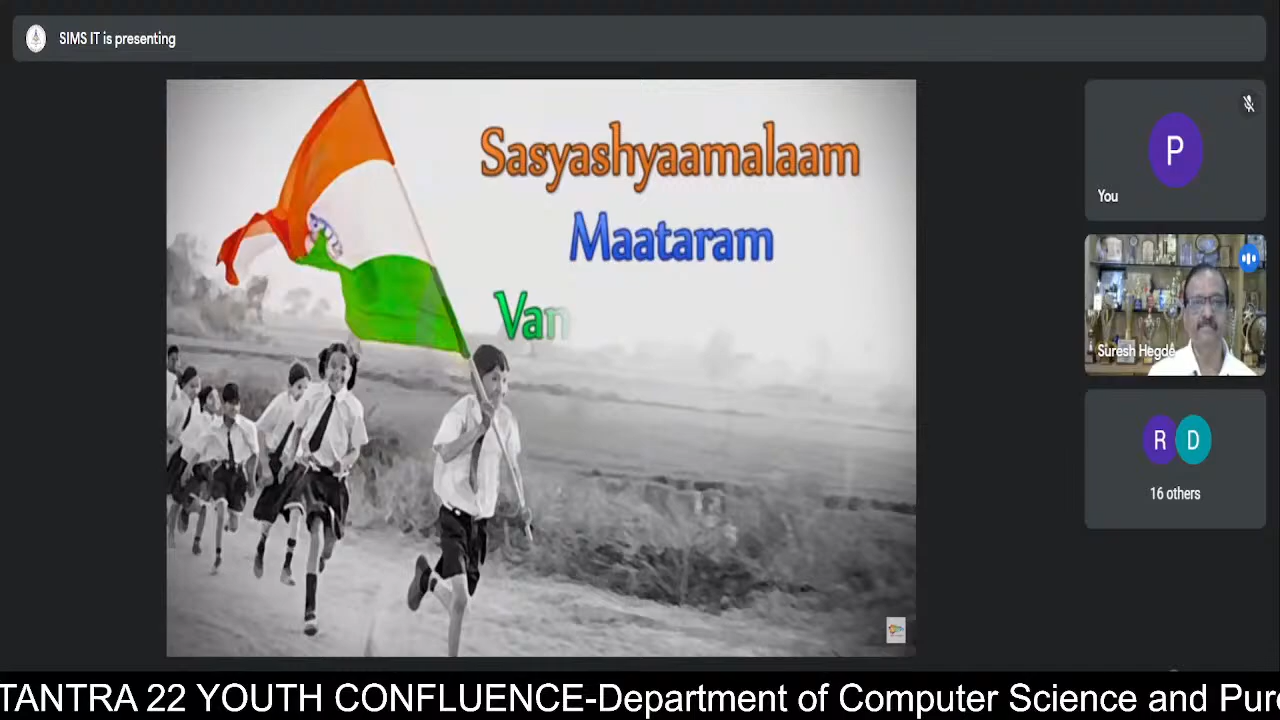 SIMS IT is presenting
Sasyashyaamalaam
Maataram
Van
P
You
Suresh Hegde
R D
16 others
TANTRA 22 YOUTH CONFLUENCE-Department of Computer Science and Pur